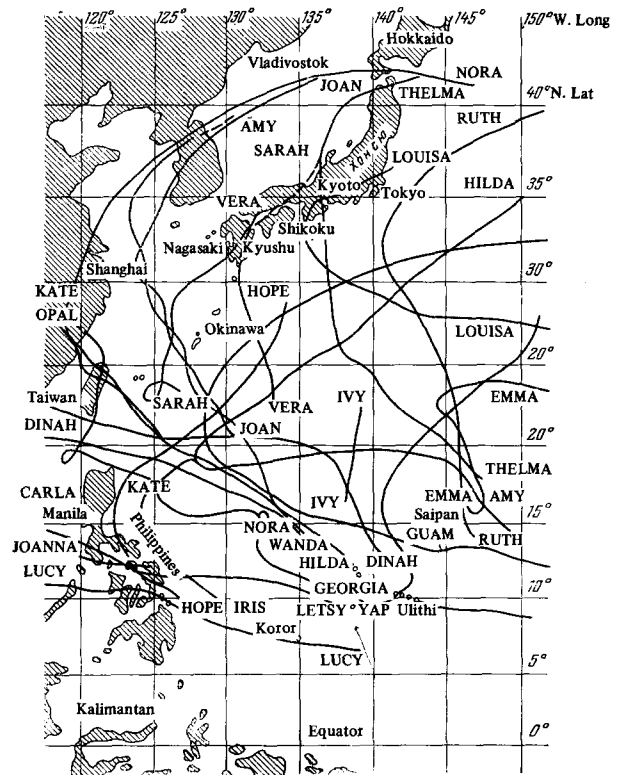 120° 125° 130° 135° 140° 145° 150° W. Long
Hokkaido
Vladivostok
JOAN
NORA
THELMA
40° N. Lat
RUTH
AMY
SARAH
ХОНСЮ
LOUISA
Kyoto
Tokyo
HILDA
35°
VERA
Shikoku
Nagasaki
Kyushu
Shanghai
30°
KATE
HOPE
OPAL
Okinawa
LOUISA
20°
Taiwan
SARAH
VERA
IVY
EMMA
DINAH
JOAN
20°
THELMA
CARLA
KATE
IVY
EMMA
AMY
15°
Manila
Saipan
NORA
GUAM
RUTH
JOANNA
Philippines
WANDA
HILDA
DINAH
LUCY
GEORGIA
10°
HOPE
IRIS
LETSY
YAP
Ulithi
Koror
LUCY
5°
Kalimantan
Equator
0°